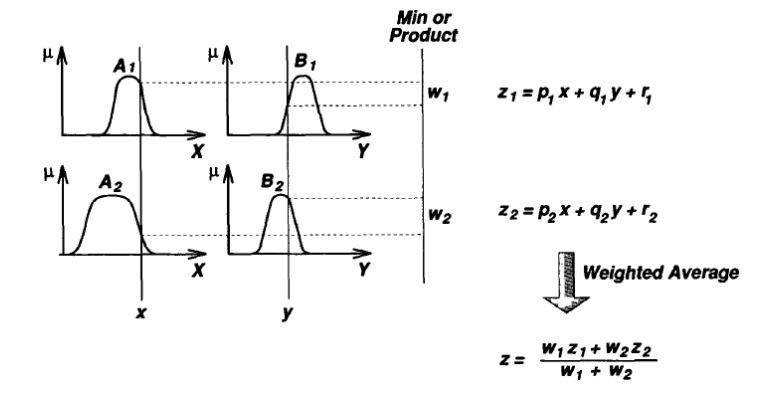 Min or
Product
μ A₁ μ B₁
w₁ z₁ = p₁ x + q₁ y + r₁
X Y
μ A₂ μ B₂
w₂ z₂ = p₂ x + q₂ y + r₂
X Y
Weighted Average
x y
z = (w₁ z₁ + w₂ z₂) / (w₁ + w₂)